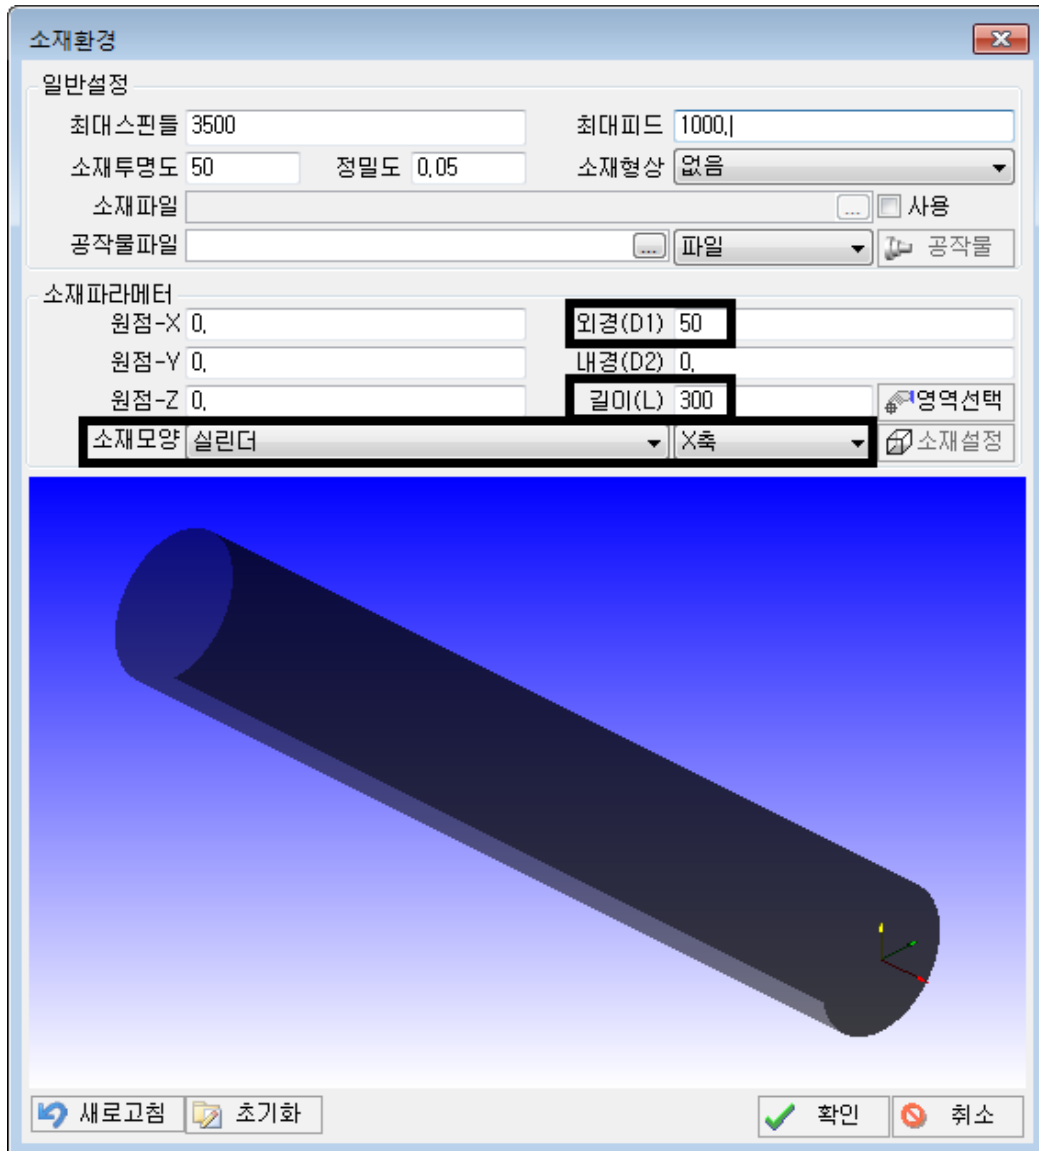 소재환경
일반설정
최대스핀들 3500 최대피드 1000,
소재투명도 50 정밀도 0,05 소재형상 없음
소재파일 ... 사용
공작물파일 ... 파일 공작물
소재파라메터
원점-X 0, 외경(D1) 50
원점-Y 0, 내경(D2) 0,
원점-Z 0, 길이(L) 300 영역선택
소재모양 실린더 X축 소재설정
새로고침 초기화 확인 취소